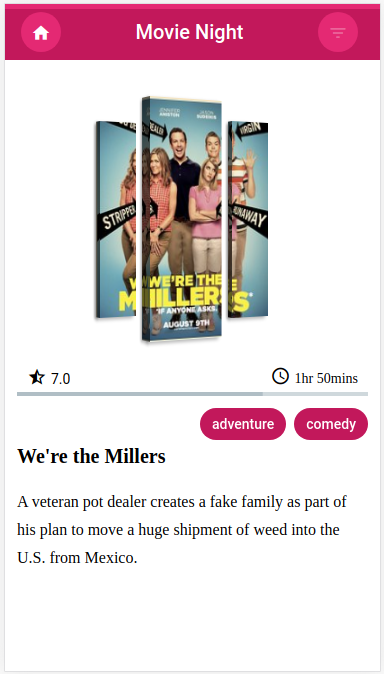 Movie Night
JENNIFER ANISTON
JASON SUDEIKIS
DEALER
VIRGIN
STRIPPER
RUNAWAY
WE'RE THE
MILLERS
"IF ANYONE ASKS."
AUGUST 9TH
7.0
1hr 50mins
adventure
comedy
We're the Millers
A veteran pot dealer creates a fake family as part of
his plan to move a huge shipment of weed into the
U.S. from Mexico.